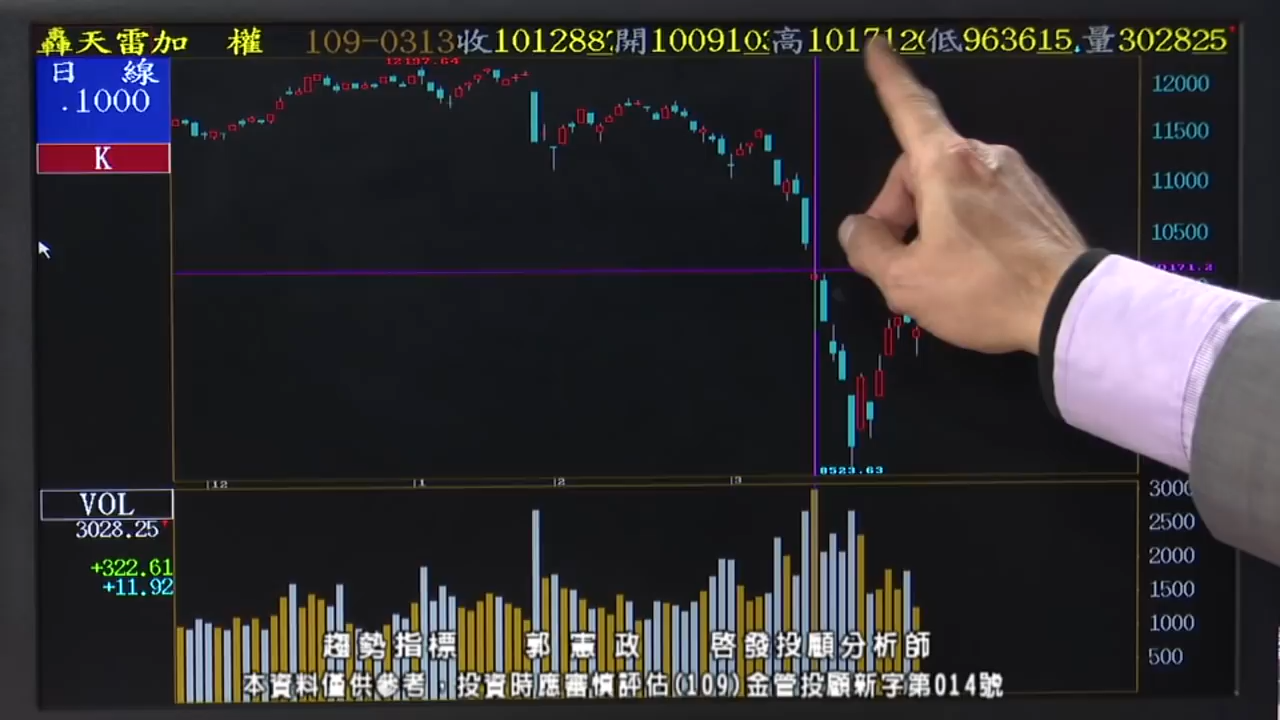 轟天雷加 權 109-0313收1012887開1009103高1017120低963615量302825
日 線
.1000
K
12197.64
12000
11500
11000
10500
10171.2
8523.63
12 1 2 3
VOL
3028.25
+322.61
+11.92
3000
2500
2000
1500
1000
500
趨勢指標 郭憲政 啓發投顧分析師
本資料僅供參考，投資時應審慎評估(109)金管投顧新字第014號